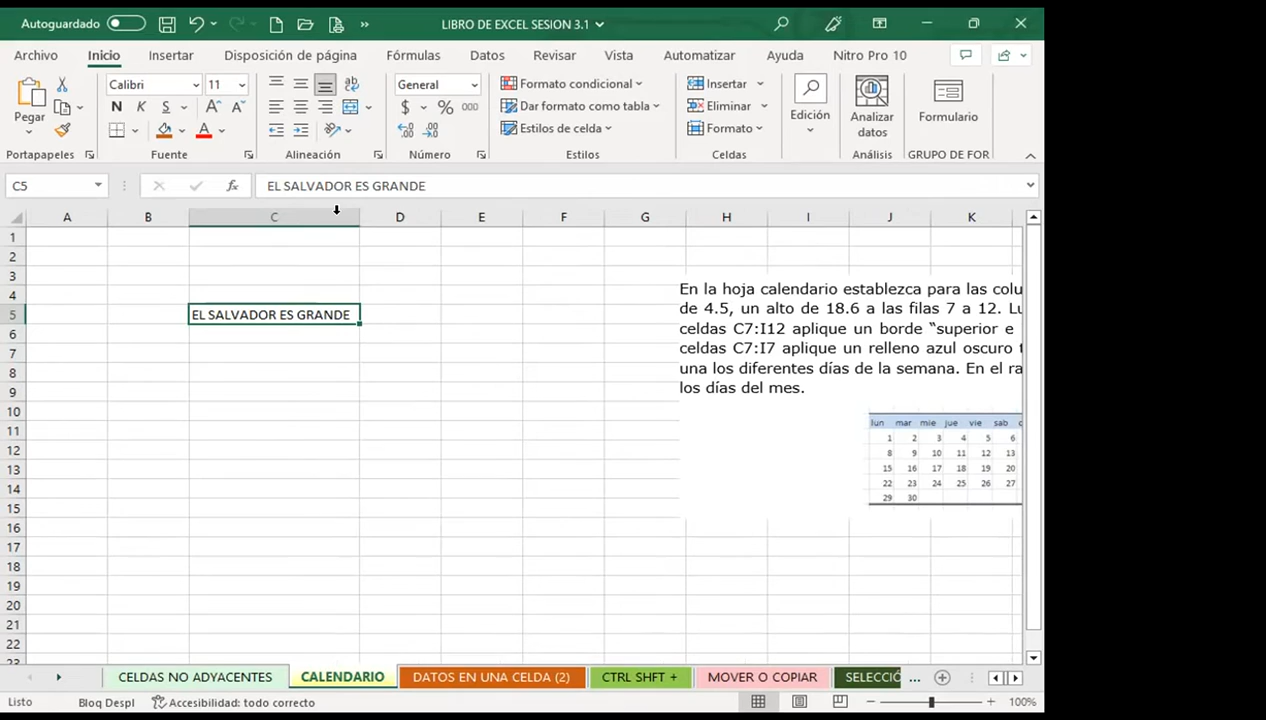 Autoguardado
LIBRO DE EXCEL SESION 3.1
Archivo Inicio Insertar Disposición de página Fórmulas Datos Revisar Vista Automatizar Ayuda Nitro Pro 10
Pegar
Calibri 11
N K S
A A
A
ab
General
$ % 000
Formato condicional
Dar formato como tabla
Estilos de celda
Insertar
Eliminar
Formato
Edición
Analizar datos
Formulario
Portapapeles Fuente Alineación Número Estilos Celdas Análisis GRUPO DE FOR
C5 fx EL SALVADOR ES GRANDE
A B C D E F G H I J K
1
2
3
4
5 EL SALVADOR ES GRANDE
6
7
8
9
10
11
12
13
14
15
16
17
18
19
20
21
22
23
En la hoja calendario establezca para las colu
de 4.5, un alto de 18.6 a las filas 7 a 12. Lu
celdas C7:I12 aplique un borde “superior e
celdas C7:I7 aplique un relleno azul oscuro t
una los diferentes días de la semana. En el ra
los días del mes.
lun mar mie jue vie sab d
1 2 3 4 5 6
8 9 10 11 12 13
15 16 17 18 19 20
22 23 24 25 26 27
29 30
CELDAS NO ADYACENTES CALENDARIO DATOS EN UNA CELDA (2) CTRL SHFT + MOVER O COPIAR SELECCIÓ ...
Listo Bloq Despl Accesibilidad: todo correcto 100%